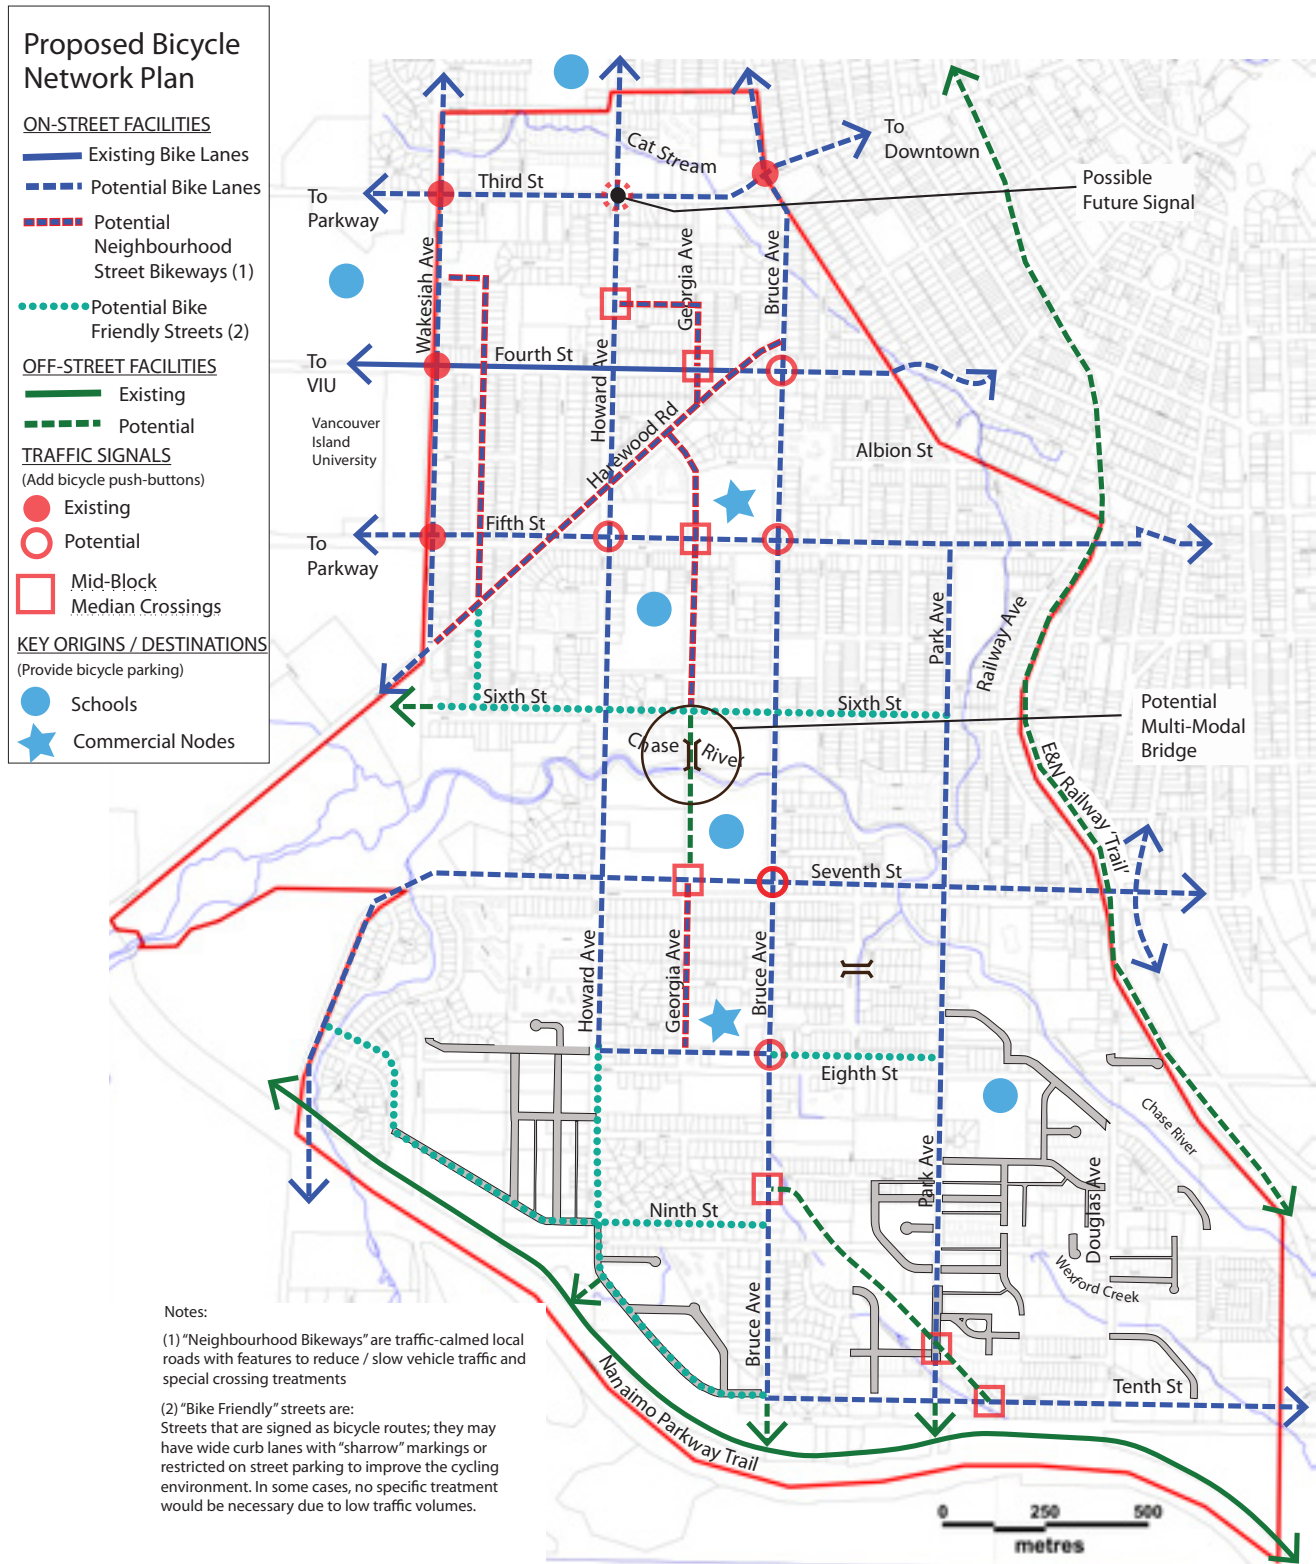 Proposed Bicycle
Network Plan
ON-STREET FACILITIES
Existing Bike Lanes
Potential Bike Lanes
Potential
Neighbourhood
Street Bikeways (1)
Potential Bike
Friendly Streets (2)
OFF-STREET FACILITIES
Existing
Potential
TRAFFIC SIGNALS
(Add bicycle push-buttons)
Existing
Potential
Mid-Block
Median Crossings
KEY ORIGINS / DESTINATIONS
(Provide bicycle parking)
Schools
Commercial Nodes
Cat Stream
To
Downtown
Third St
To
Parkway
Possible
Future Signal
Wakesiah Ave
Georgia Ave
Bruce Ave
To
VIU
Fourth St
Howard Ave
Vancouver
Island
University
Harewood Rd
Albion St
Fifth St
To
Parkway
Park Ave
Railway Ave
Sixth St
Sixth St
Potential
Multi-Modal
Bridge
Chase River
E&N Railway 'Trail'
Seventh St
Howard Ave
Georgia Ave
Bruce Ave
Eighth St
Chase River
Park Ave
Douglas Ave
Ninth St
Wexford Creek
Bruce Ave
Tenth St
Nanaimo Parkway Trail
Notes:
(1) "Neighbourhood Bikeways" are traffic-calmed local
roads with features to reduce / slow vehicle traffic and
special crossing treatments
(2) "Bike Friendly" streets are:
Streets that are signed as bicycle routes; they may
have wide curb lanes with "sharrow" markings or
restricted on street parking to improve the cycling
environment. In some cases, no specific treatment
would be necessary due to low traffic volumes.
0 250 500
metres